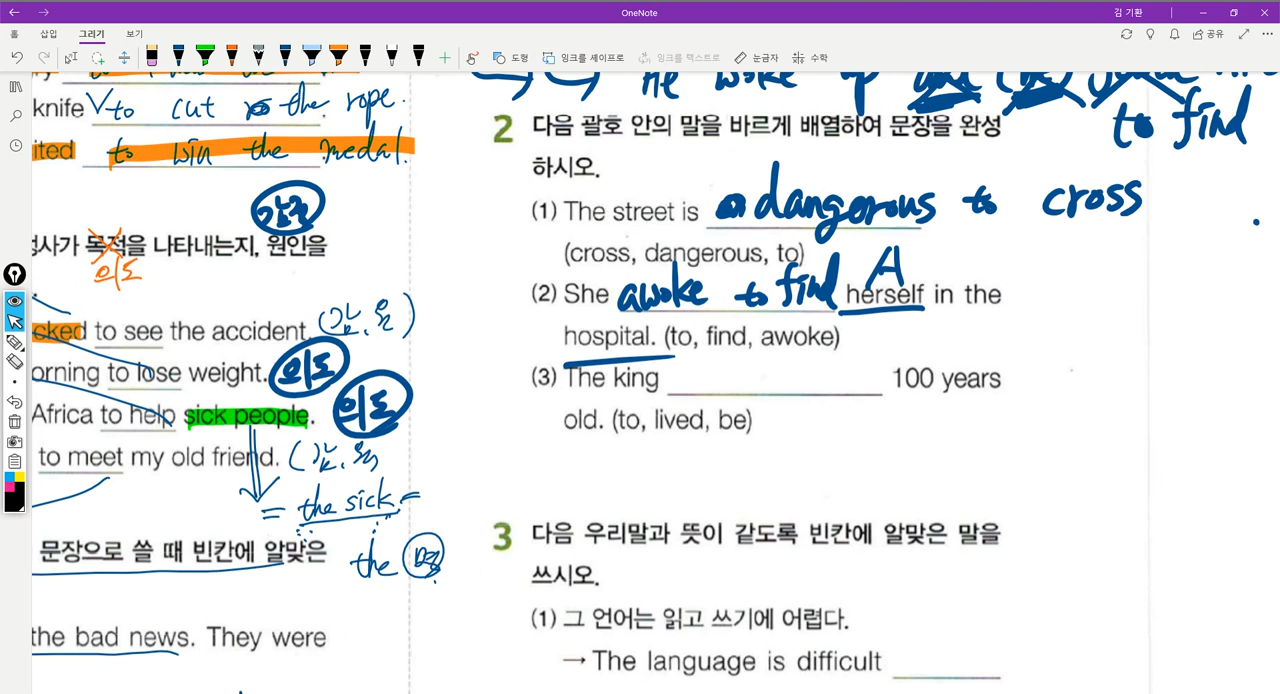 OneNote
김 기환
홈 삽입 그리기 보기
도형 잉크를 셰이프로 잉크를 텍스트로 눈금자 수학 공유
He woke up
to find
knife to cut the rope.
ited to win the medal.
2 다음 괄호 안의 말을 바르게 배열하여 문장을 완성
하시오.
(1) The street is dangerous to cross
(cross, dangerous, to)
(2) She awoke to find herself in the
A
hospital. (to, find, awoke)
(3) The king 100 years
old. (to, lived, be)
3 다음 우리말과 뜻이 같도록 빈칸에 알맞은 말을
쓰시오.
(1) 그 언어는 읽고 쓰기에 어렵다.
→ The language is difficult
정사가 목적을 나타내는지, 원인을
의도
cked to see the accident.
orning to lose weight. 의도
Africa to help sick people. 의도
to meet my old friend.
= the sick =
the
문장으로 쓸 때 빈칸에 알맞은
the bad news. They were